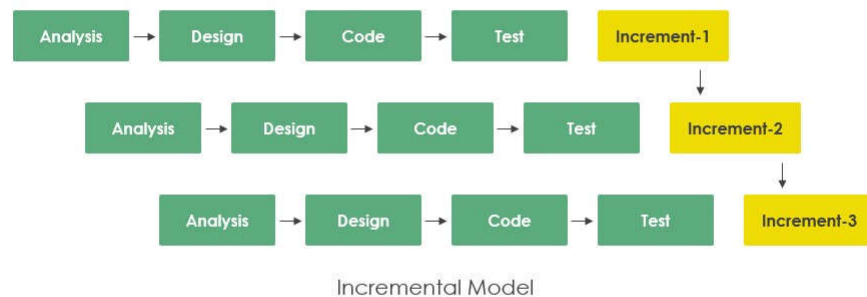 Analysis Design Code Test Increment-1
Analysis Design Code Test Increment-2
Analysis Design Code Test Increment-3
Incremental Model